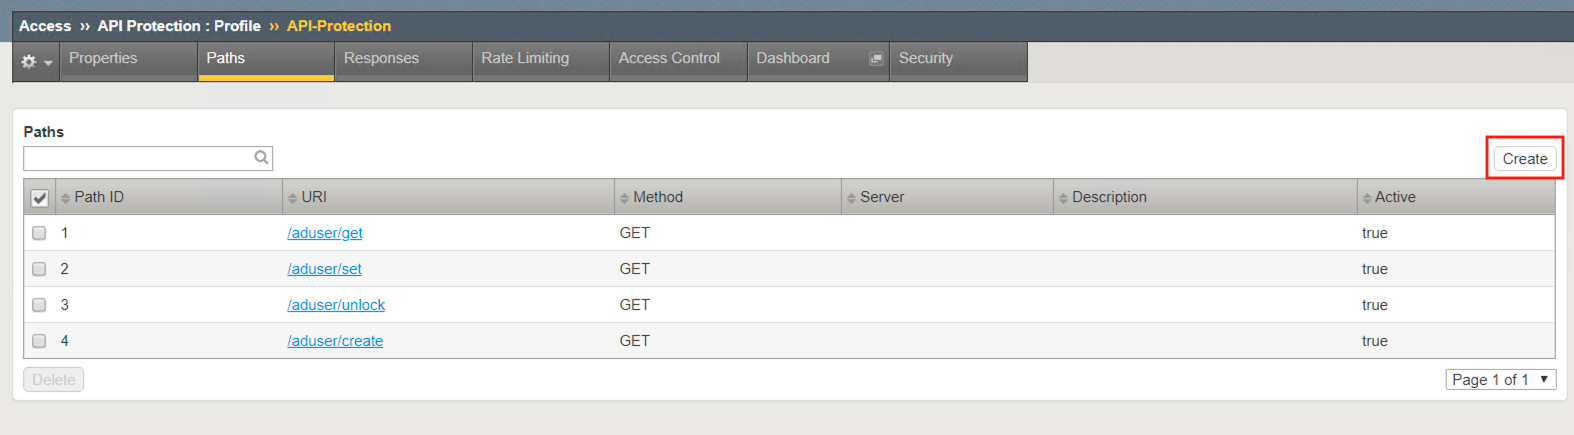 Access ›› API Protection : Profile ›› API-Protection
Properties Paths Responses Rate Limiting Access Control Dashboard Security
Paths
Create
Path ID URI Method Server Description Active
1 /aduser/get GET true
2 /aduser/set GET true
3 /aduser/unlock GET true
4 /aduser/create GET true
Delete Page 1 of 1